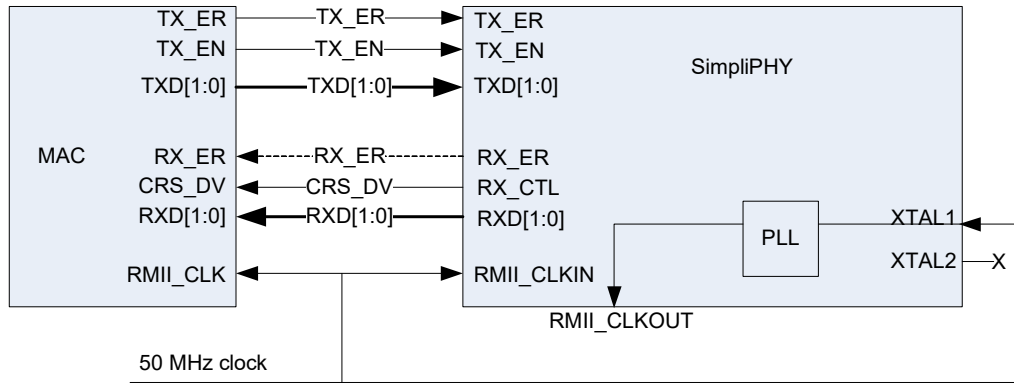 TX_ER TX_ER TX_ER
TX_EN TX_EN TX_EN
SimpliPHY
TXD[1:0] TXD[1:0] TXD[1:0]
MAC RX_ER RX_ER RX_ER
CRS_DV CRS_DV RX_CTL
RXD[1:0] RXD[1:0] RXD[1:0]
XTAL1
PLL
XTAL2 X
RMII_CLK RMII_CLKIN
RMII_CLKOUT
50 MHz clock